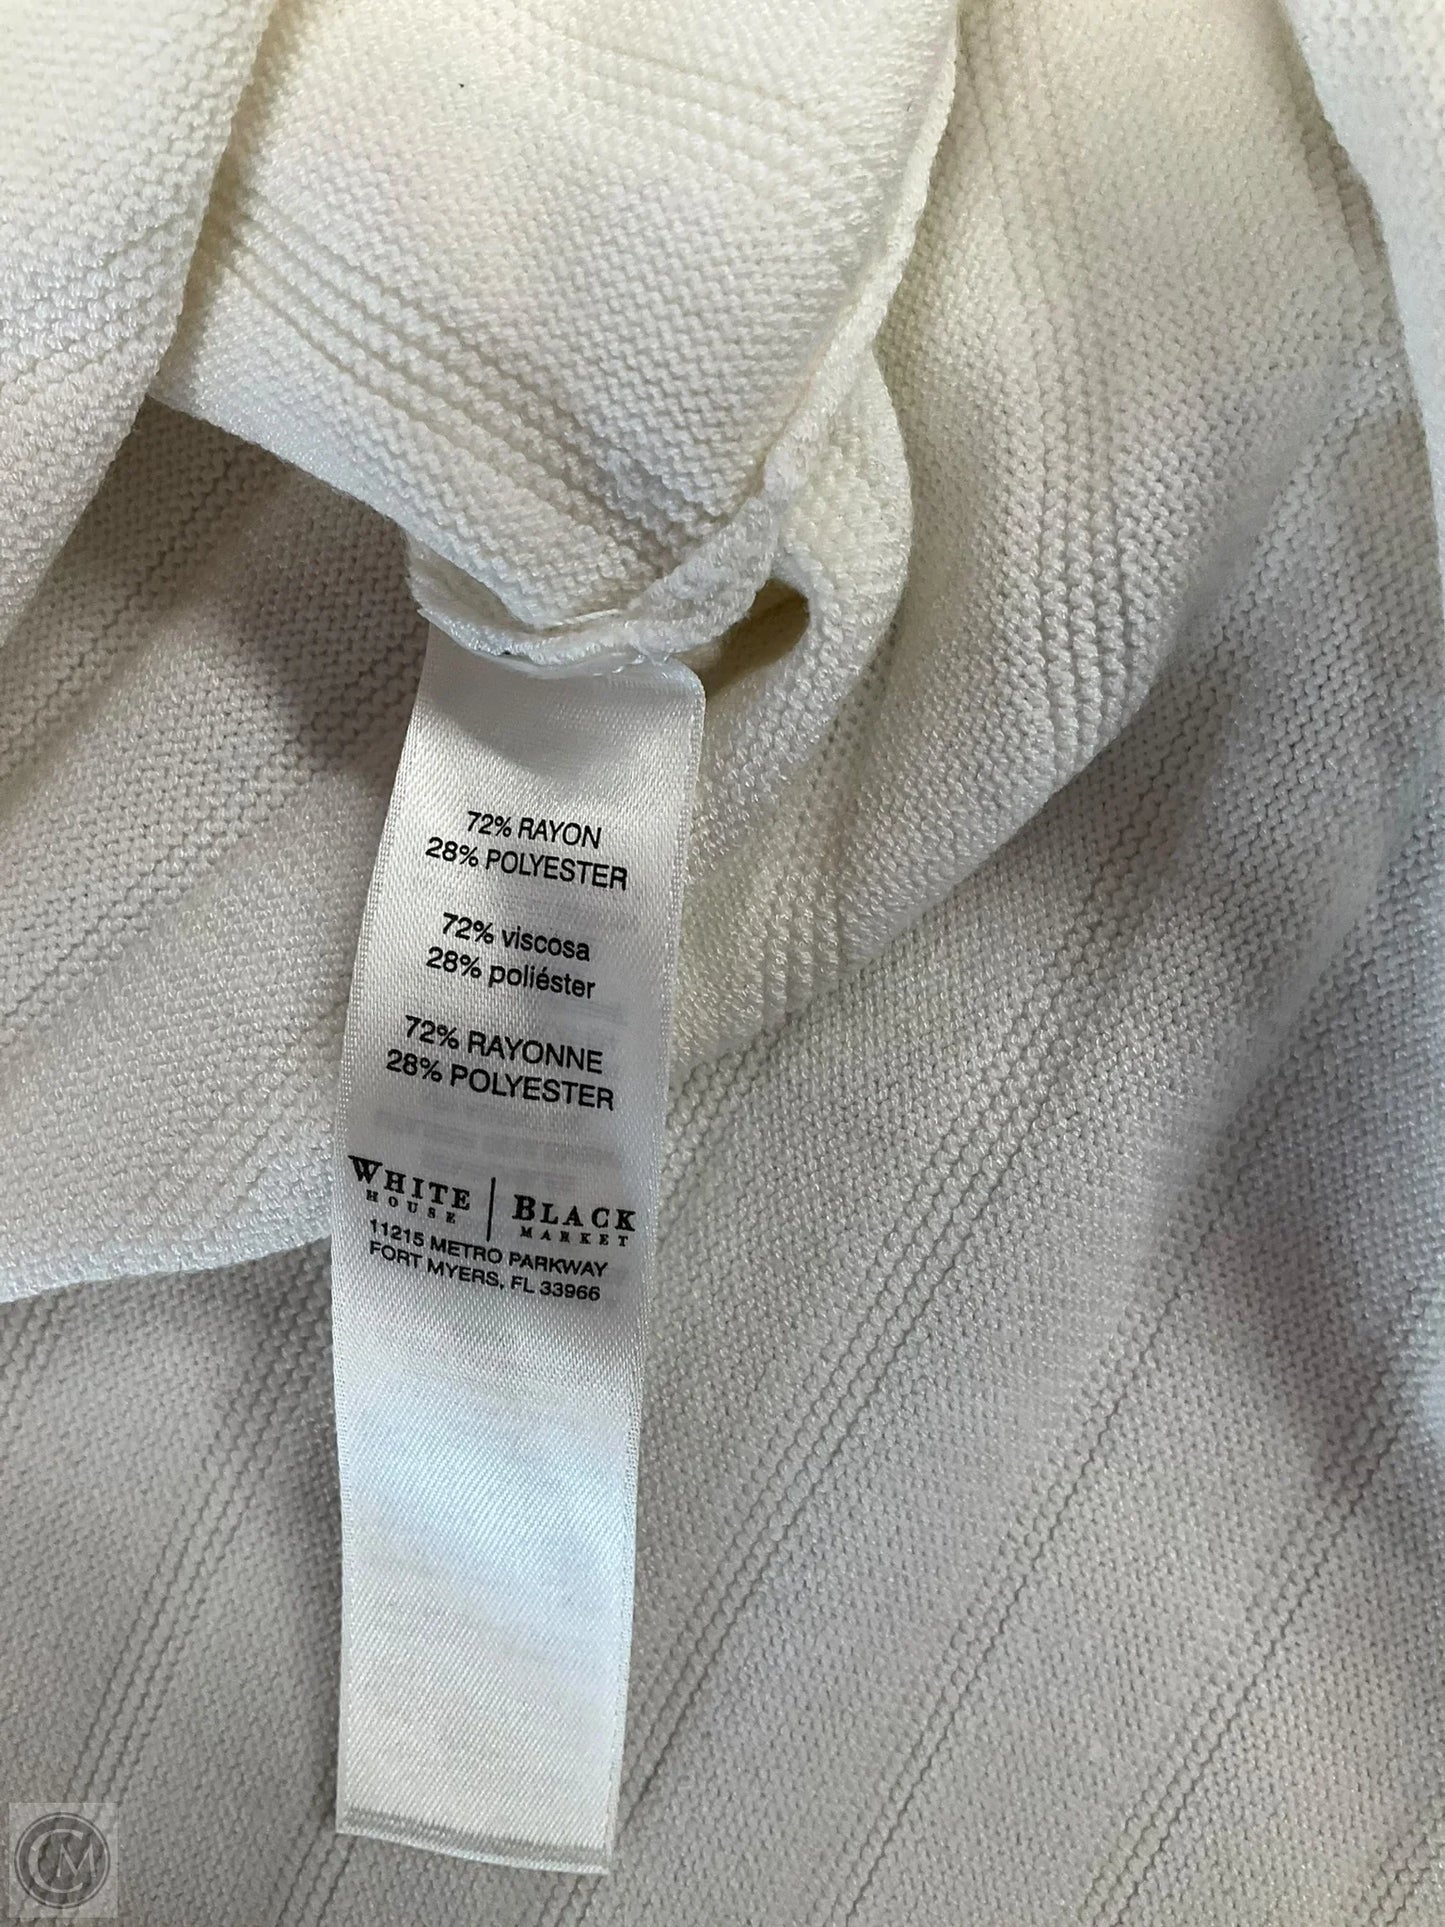 72% RAYON
28% POLYESTER
72% viscosa
28% poliéster
72% RAYONNE
28% POLYESTER
WHITE HOUSE | BLACK MARKET
11215 METRO PARKWAY
FORT MYERS, FL 33966
CM